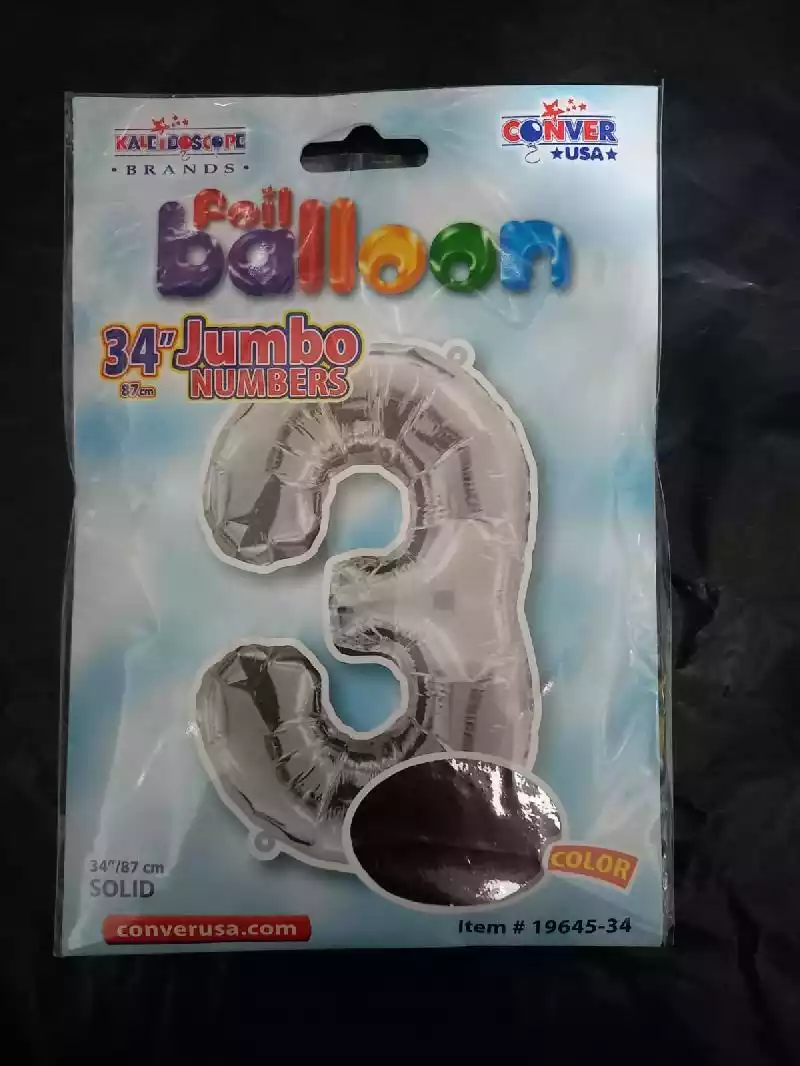 KALEIDOSCOPE
• BRANDS •
CONVER
★USA★
foil
balloon
34" Jumbo
87cm NUMBERS
34"/87 cm
SOLID
COLOR
converusa.com
Item # 19645-34